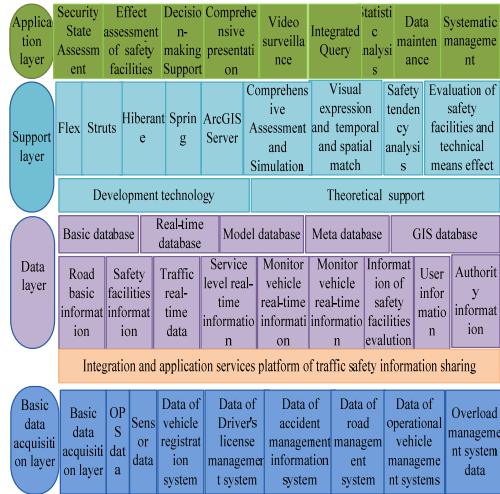 Application layer
Security State Assessment
Effect assessment of safety facilities
Decision-making Support
Comprehensive presentation
Video surveillance
Integrated Query
Statistic analysis
Data maintenance
Systematic management
Support layer
Flex
Struts
Hibernate
Spring
ArcGIS Server
Comprehensive Assessment and Simulation
Visual expression and temporal and spatial match
Safety tendency analysis
Evaluation of safety facilities and technical means effect
Development technology
Theoretical support
Data layer
Basic database
Real-time database
Model database
Meta database
GIS database
Road basic information
Safety facilities information
Traffic real-time data
Service level real-time information
Monitor vehicle real-time information
Monitor vehicle real-time information
Information of safety facilities evalution
User information
Authority information
Integration and application services platform of traffic safety information sharing
Basic data acquisition layer
Basic data acquisition layer
OPS data
Sensor data
Data of vehicle registration system
Data of Driver's license management system
Data of accident management information system
Data of road management system
Data of operational vehicle management systems
Overload management system data